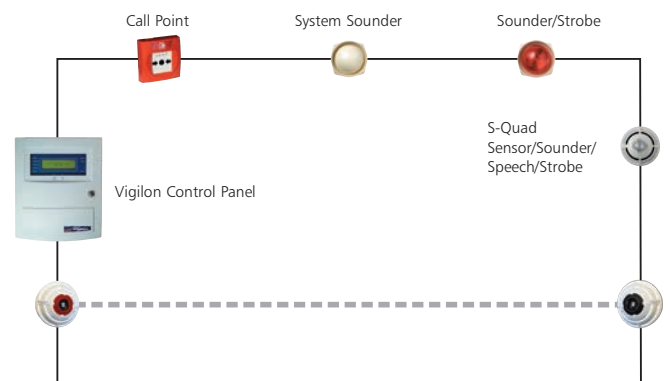 Call Point
System Sounder
Sounder/Strobe
S-Quad
Sensor/Sounder/
Speech/Strobe
Vigilon Control Panel